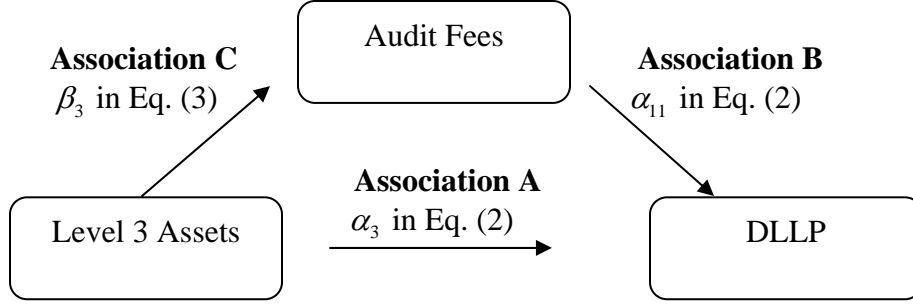 Audit Fees
Association C
β₃ in Eq. (3)
Association B
α₁₁ in Eq. (2)
Association A
α₃ in Eq. (2)
Level 3 Assets
DLLP